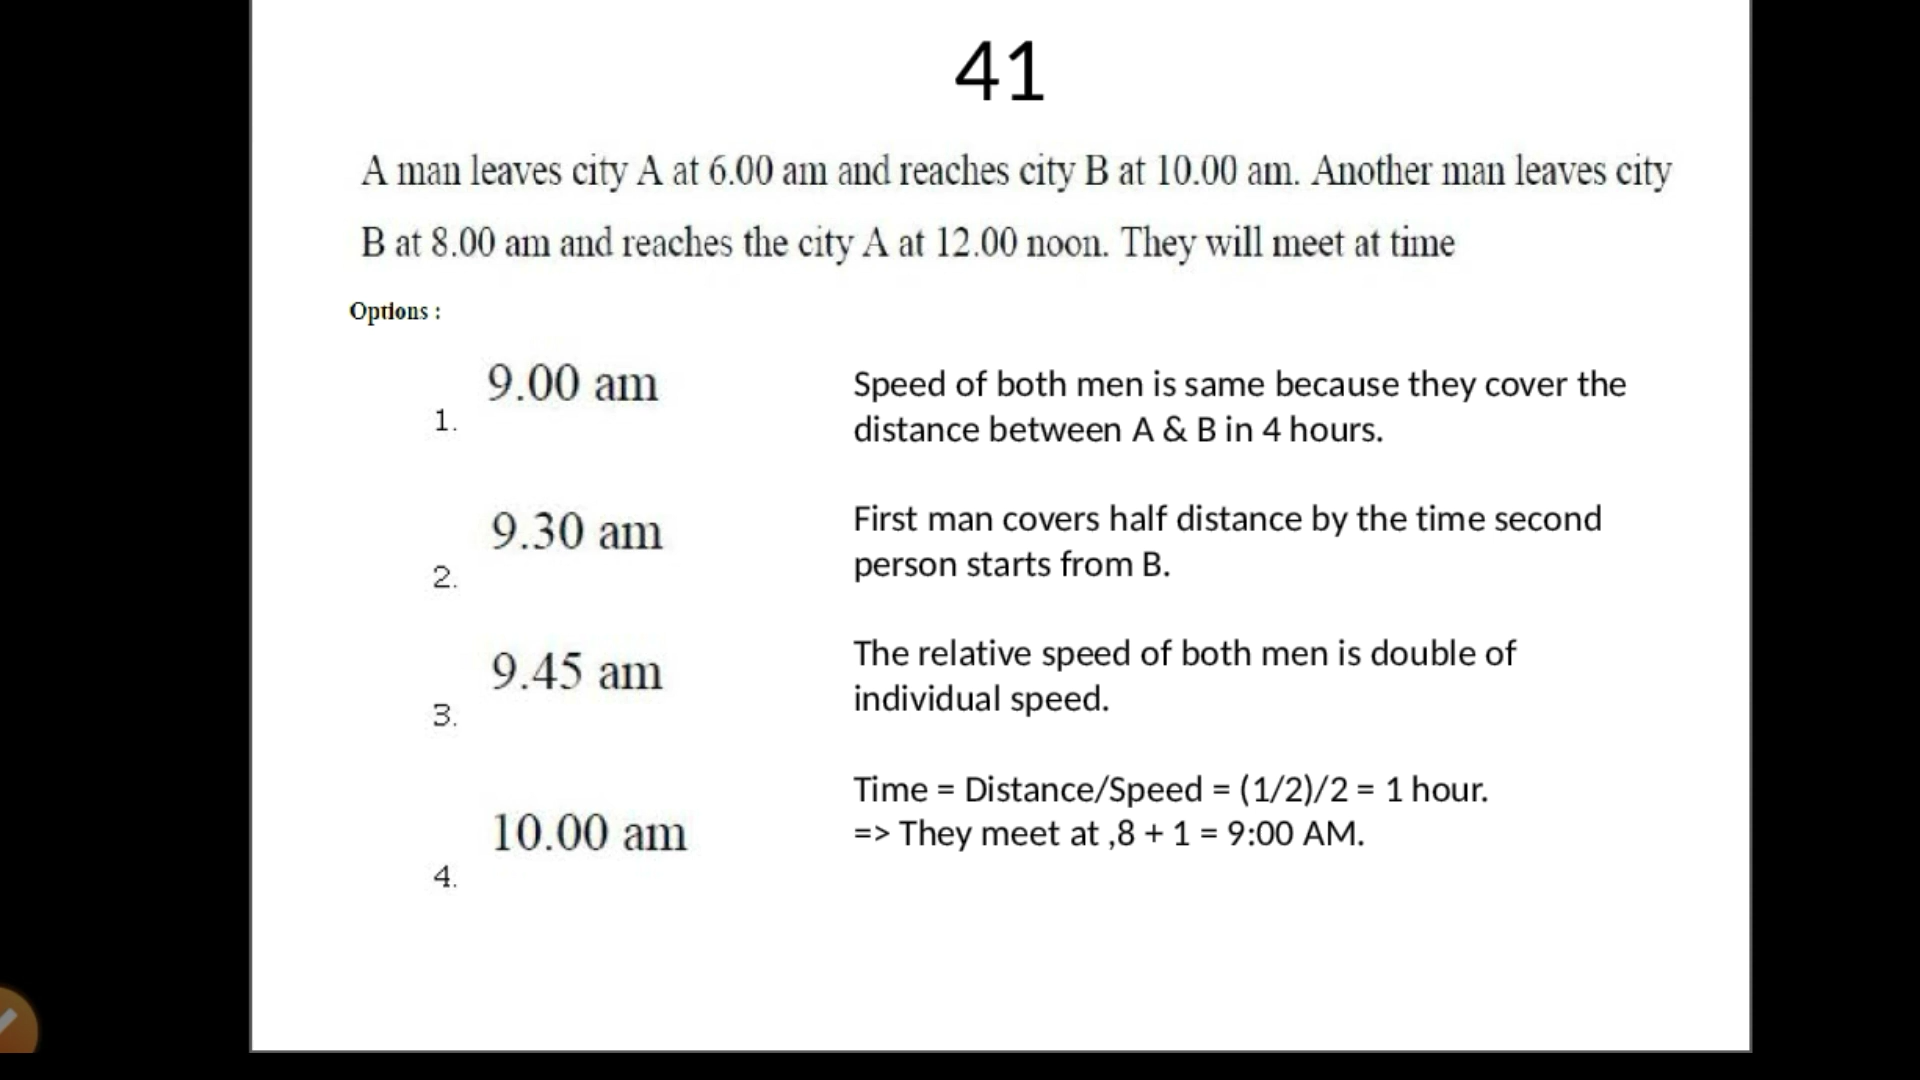 41
A man leaves city A at 6.00 am and reaches city B at 10.00 am. Another man leaves city
B at 8.00 am and reaches the city A at 12.00 noon. They will meet at time
Options :
1. 9.00 am
2. 9.30 am
3. 9.45 am
4. 10.00 am
Speed of both men is same because they cover the
distance between A & B in 4 hours.
First man covers half distance by the time second
person starts from B.
The relative speed of both men is double of
individual speed.
Time = Distance/Speed = (1/2)/2 = 1 hour.
=> They meet at ,8 + 1 = 9:00 AM.